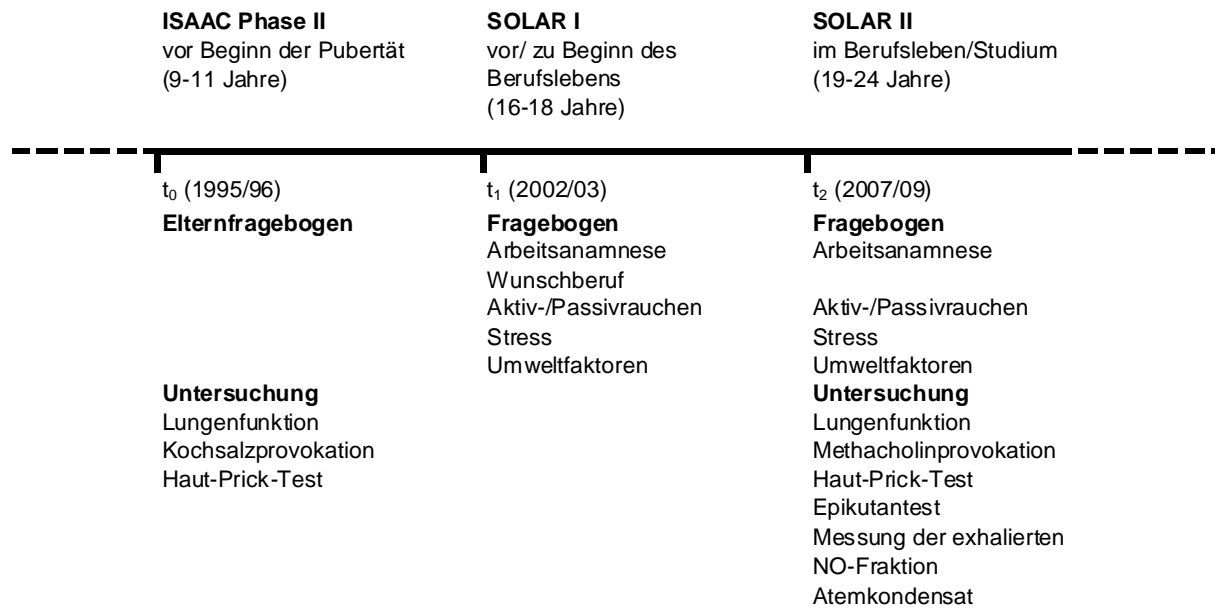 ISAAC Phase II
vor Beginn der Pubertät
(9-11 Jahre)
SOLAR I
vor/ zu Beginn des
Berufslebens
(16-18 Jahre)
SOLAR II
im Berufsleben/Studium
(19-24 Jahre)
t₀ (1995/96)
Elternfragebogen
Untersuchung
Lungenfunktion
Kochsalzprovokation
Haut-Prick-Test
t₁ (2002/03)
Fragebogen
Arbeitsanamnese
Wunschberuf
Aktiv-/Passivrauchen
Stress
Umweltfaktoren
t₂ (2007/09)
Fragebogen
Arbeitsanamnese
Aktiv-/Passivrauchen
Stress
Umweltfaktoren
Untersuchung
Lungenfunktion
Methacholinprovokation
Haut-Prick-Test
Epikutantest
Messung der exhalierten
NO-Fraktion
Atemkondensat